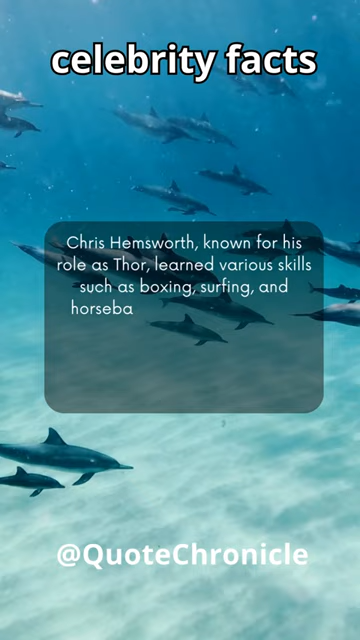 celebrity facts
Chris Hemsworth, known for his
role as Thor, learned various skills
such as boxing, surfing, and
horseba
@QuoteChronicle